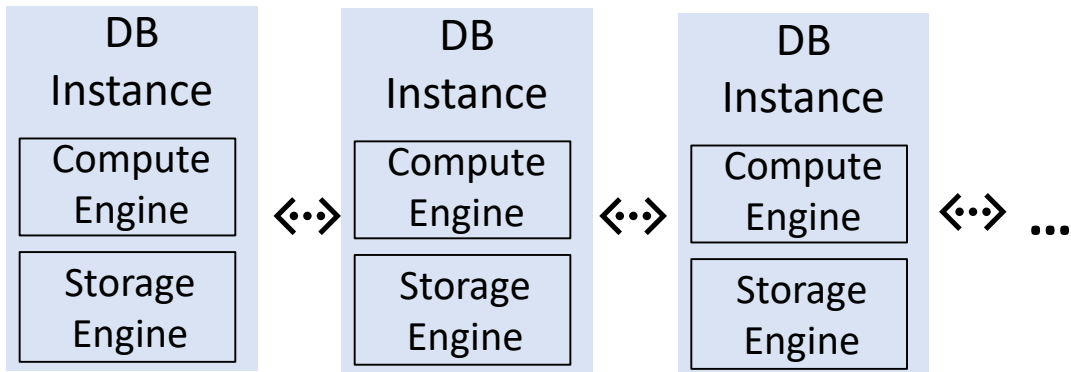 DB
Instance
Compute
Engine
Storage
Engine
DB
Instance
Compute
Engine
Storage
Engine
DB
Instance
Compute
Engine
Storage
Engine
...